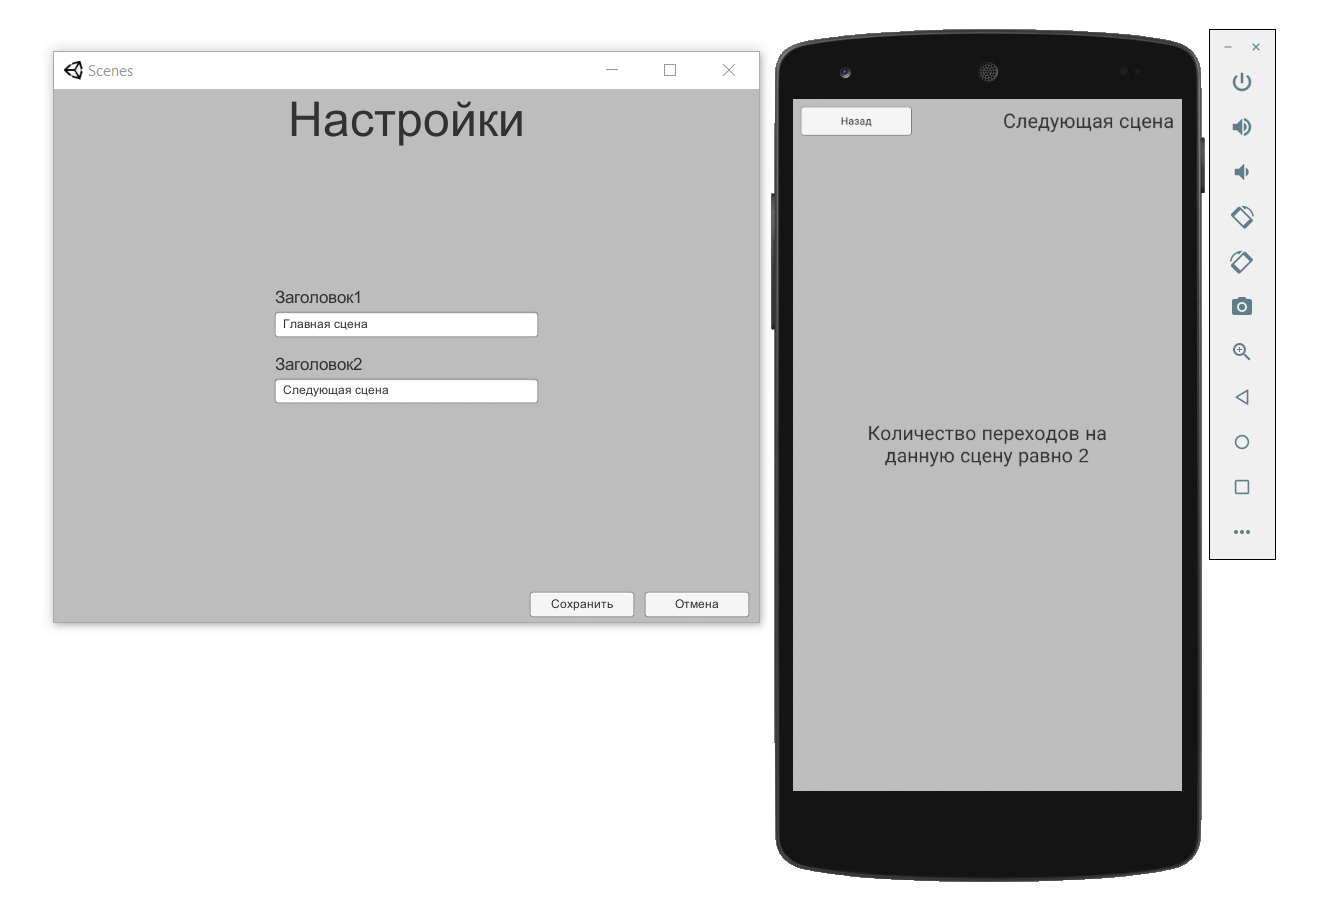 Scenes
Настройки
Заголовок1
Главная сцена
Заголовок2
Следующая сцена
Сохранить
Отмена
Назад
Следующая сцена
Количество переходов на
данную сцену равно 2